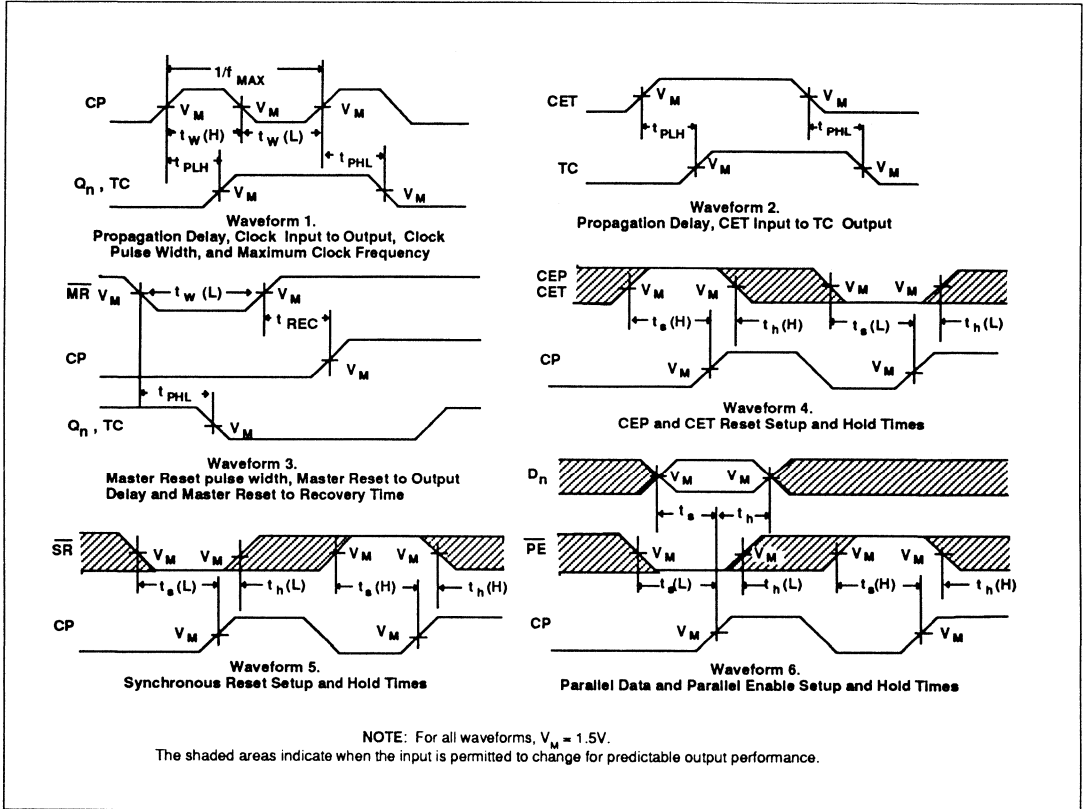 1/f MAX
CP
V M V M V M
t w (H) t w (L)
t PLH t PHL
Q n , TC
V M V M
Waveform 1.
Propagation Delay, Clock Input to Output, Clock
Pulse Width, and Maximum Clock Frequency
CET
V M V M
t PLH t PHL
TC
V M V M
Waveform 2.
Propagation Delay, CET Input to TC Output
MR V M t w (L) V M
t REC
CP
V M
t PHL
Q n , TC
V M
Waveform 3.
Master Reset pulse width, Master Reset to Output
Delay and Master Reset to Recovery Time
CEP
CET
V M V M V M V M
t s (H) t h (H) t s (L) t h (L)
CP
V M V M
Waveform 4.
CEP and CET Reset Setup and Hold Times
SR
V M V M V M V M
t s (L) t h (L) t s (H) t h (H)
CP
V M V M
Waveform 5.
Synchronous Reset Setup and Hold Times
D n
V M V M
t s t h
PE
V M V M V M V M
t s (L) t h (L) t s (H) t h (H)
CP
V M V M
Waveform 6.
Parallel Data and Parallel Enable Setup and Hold Times
NOTE: For all waveforms, V M = 1.5V.
The shaded areas indicate when the input is permitted to change for predictable output performance.